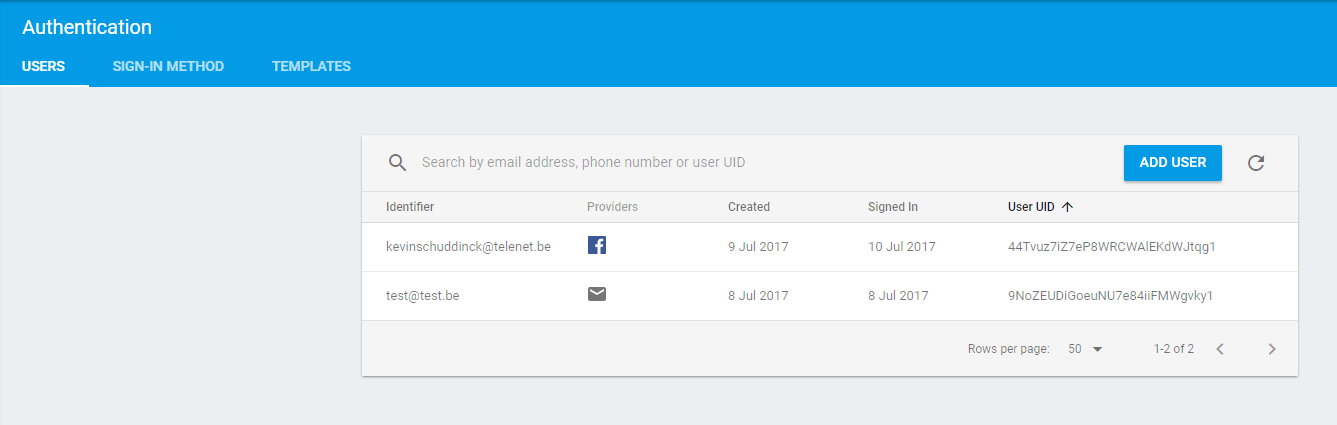 Authentication
USERS SIGN-IN METHOD TEMPLATES
Search by email address, phone number or user UID ADD USER
Identifier Providers Created Signed In User UID
kevinschuddinck@telenet.be 9 Jul 2017 10 Jul 2017 44Tvuz7iZ7eP8WRCWAlEKdWJtqg1
test@test.be 8 Jul 2017 8 Jul 2017 9NoZEUDiGoeuNU7e84iiFMWgvky1
Rows per page: 50 1-2 of 2